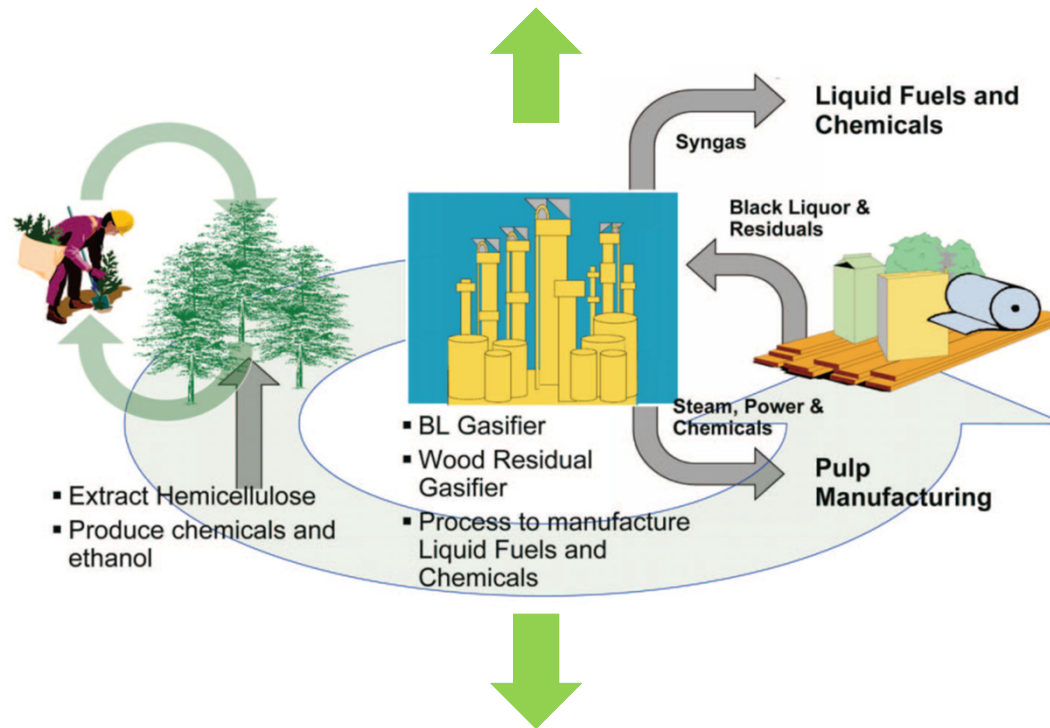 Liquid Fuels and
Chemicals
Syngas
Black Liquor &
Residuals
Steam, Power &
Chemicals
Pulp
Manufacturing
▪ BL Gasifier
▪ Wood Residual
Gasifier
▪ Process to manufacture
Liquid Fuels and
Chemicals
▪ Extract Hemicellulose
▪ Produce chemicals and
ethanol